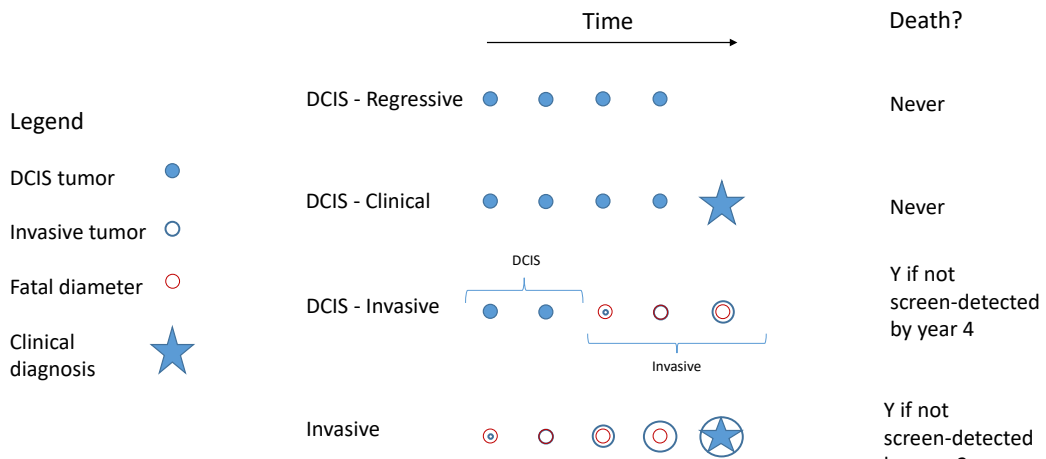 Time
Death?
DCIS - Regressive
Never
Legend
DCIS tumor
DCIS - Clinical
Never
Invasive tumor
DCIS
Y if not
screen-detected
by year 4
Fatal diameter
DCIS - Invasive
Clinical
diagnosis
Invasive
Invasive
Y if not
screen-detected